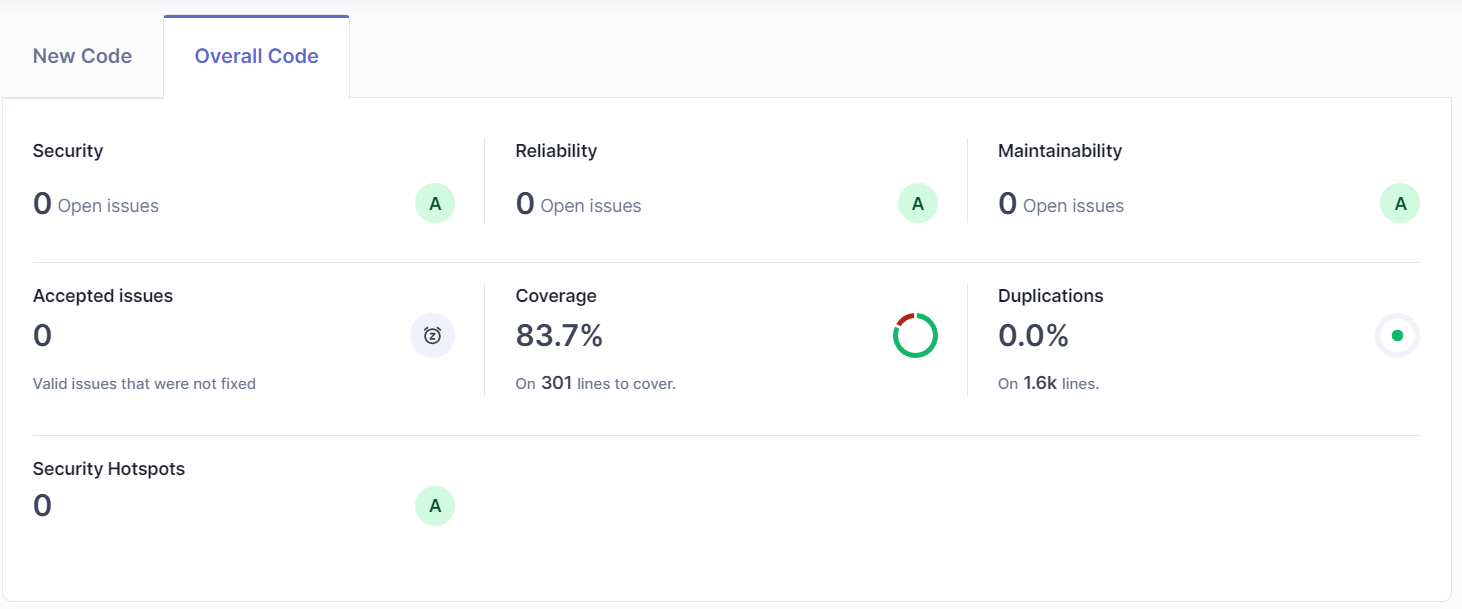 New Code
Overall Code
Security
Reliability
Maintainability
0 Open issues
A
0 Open issues
A
0 Open issues
A
Accepted issues
Coverage
Duplications
0
z
83.7%
0.0%
Valid issues that were not fixed
On 301 lines to cover.
On 1.6k lines.
Security Hotspots
0
A